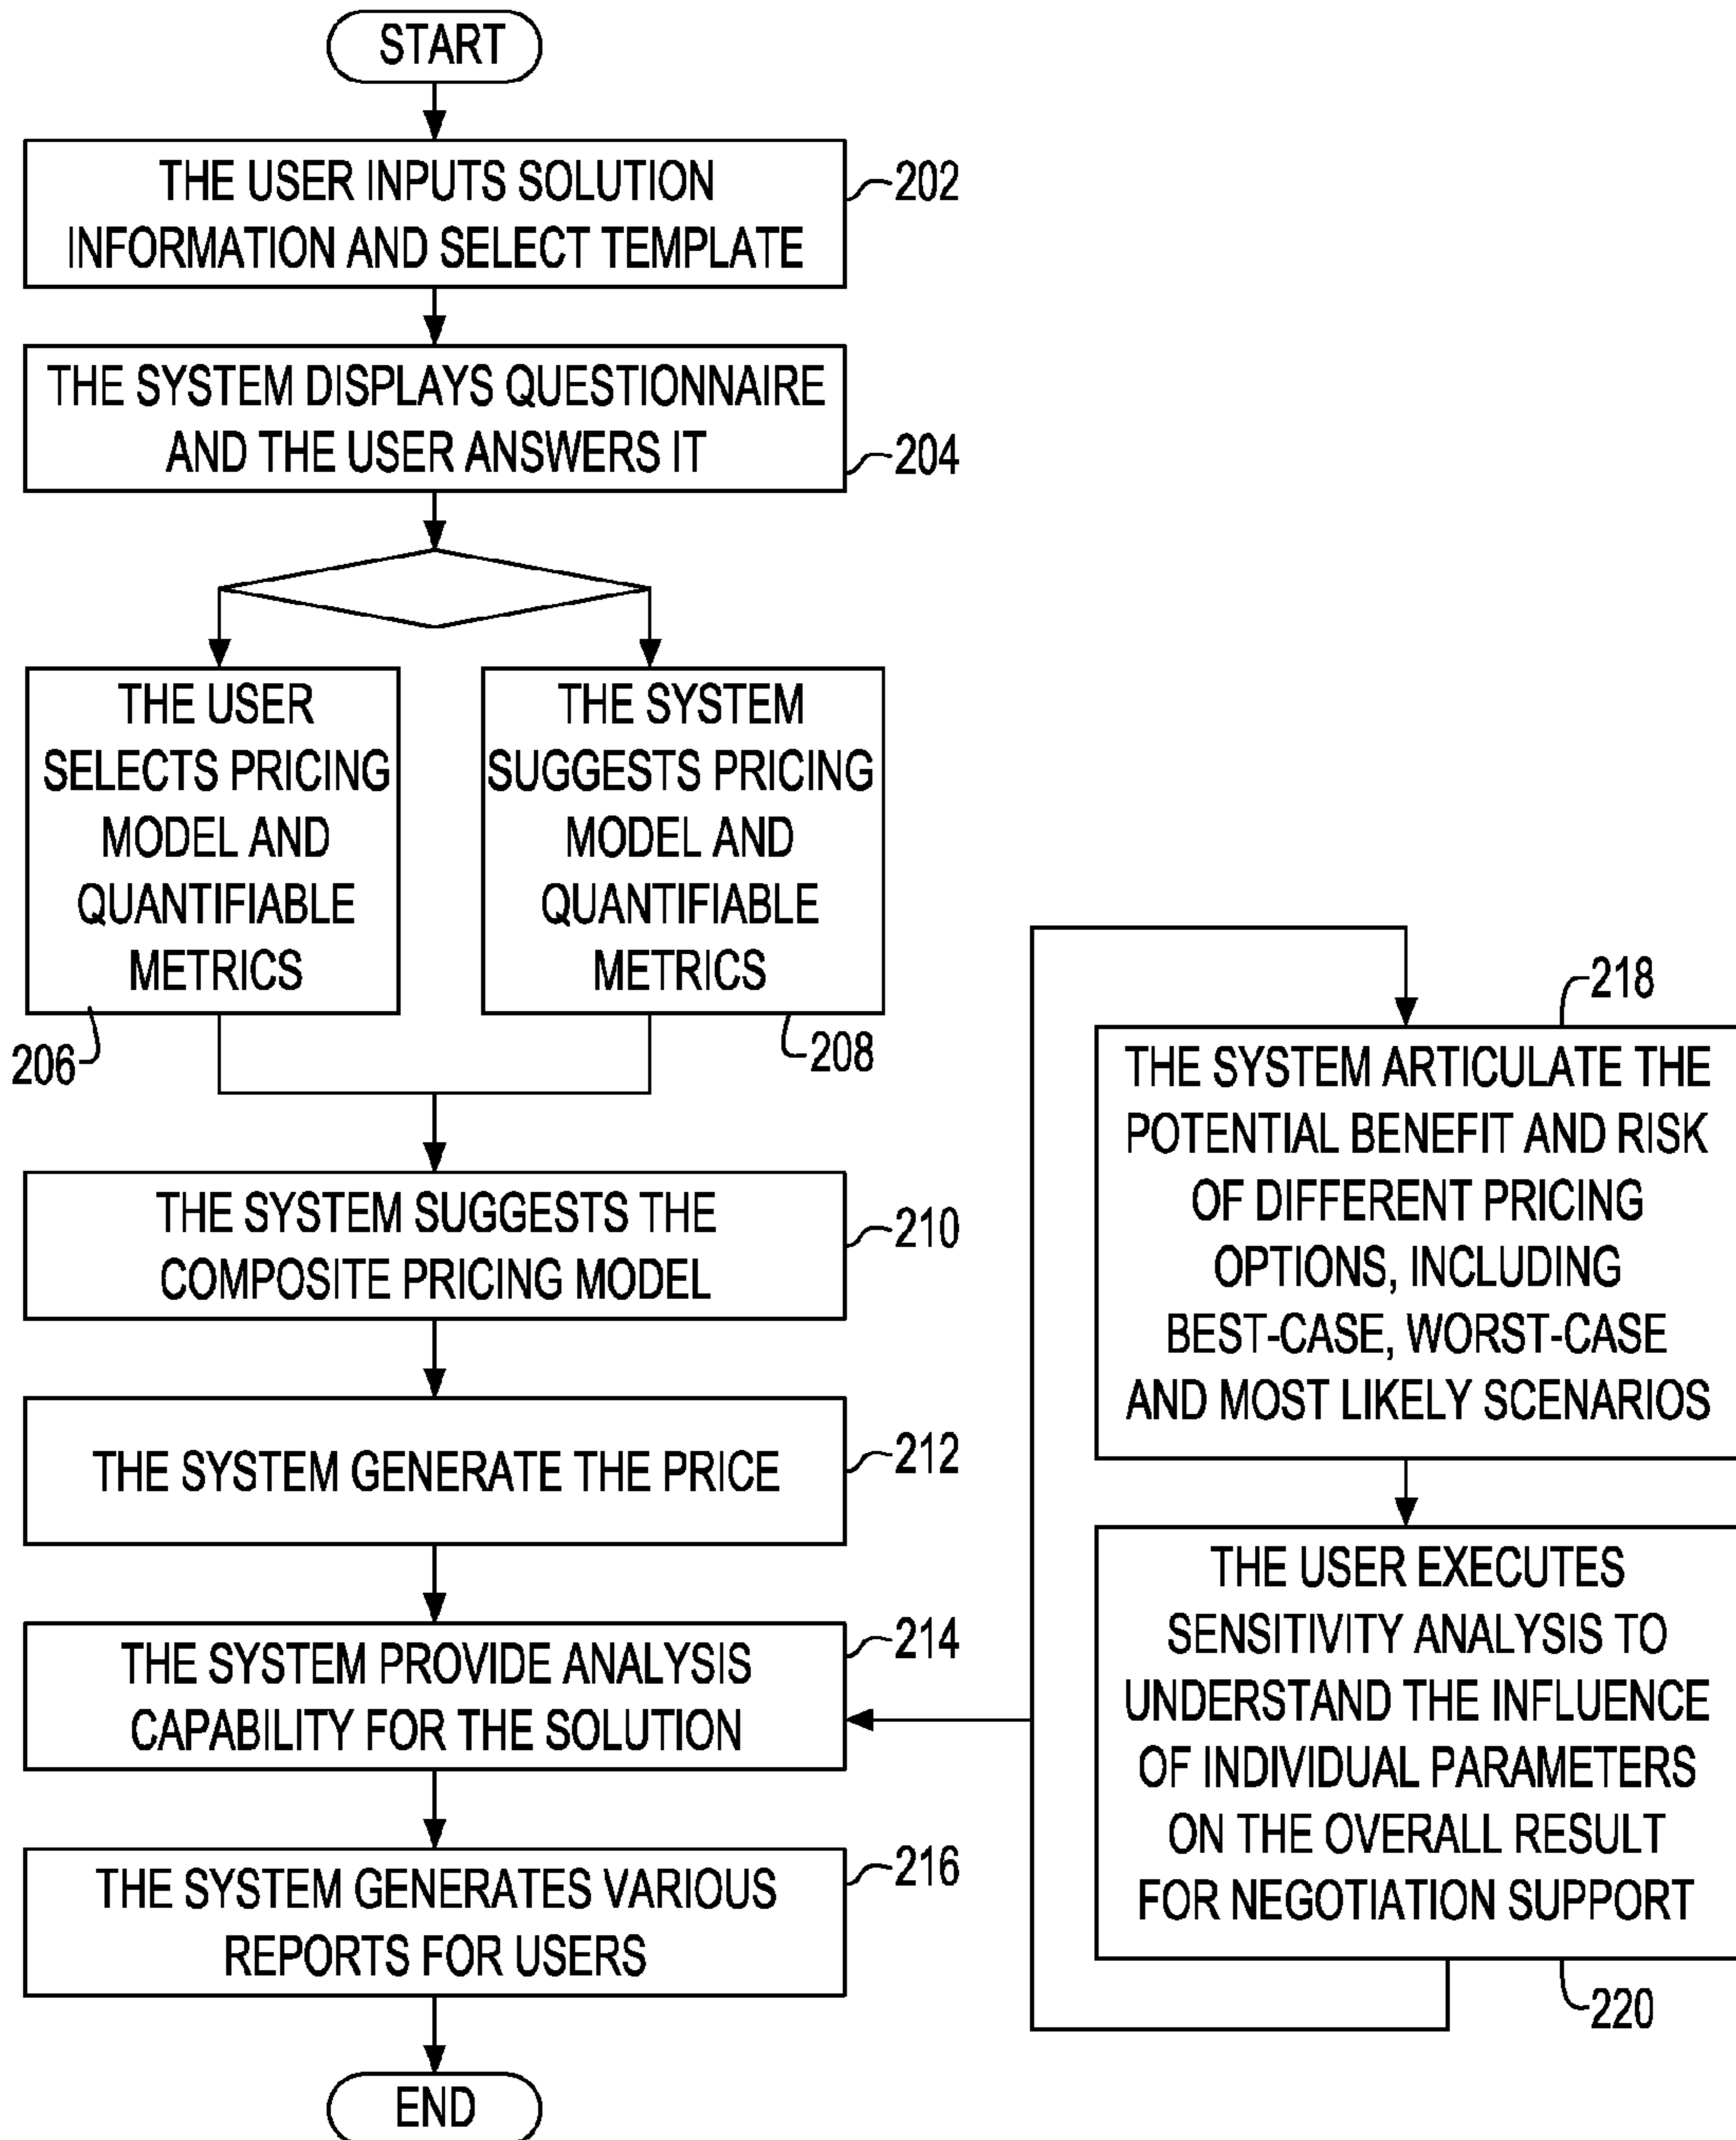 START
THE USER INPUTS SOLUTION
INFORMATION AND SELECT TEMPLATE
202
THE SYSTEM DISPLAYS QUESTIONNAIRE
AND THE USER ANSWERS IT
204
THE USER
SELECTS PRICING
MODEL AND
QUANTIFIABLE
METRICS
206
THE SYSTEM
SUGGESTS PRICING
MODEL AND
QUANTIFIABLE
METRICS
208
THE SYSTEM SUGGESTS THE
COMPOSITE PRICING MODEL
210
THE SYSTEM GENERATE THE PRICE
212
THE SYSTEM PROVIDE ANALYSIS
CAPABILITY FOR THE SOLUTION
214
THE SYSTEM GENERATES VARIOUS
REPORTS FOR USERS
216
END
218
THE SYSTEM ARTICULATE THE
POTENTIAL BENEFIT AND RISK
OF DIFFERENT PRICING
OPTIONS, INCLUDING
BEST-CASE, WORST-CASE
AND MOST LIKELY SCENARIOS
THE USER EXECUTES
SENSITIVITY ANALYSIS TO
UNDERSTAND THE INFLUENCE
OF INDIVIDUAL PARAMETERS
ON THE OVERALL RESULT
FOR NEGOTIATION SUPPORT
220